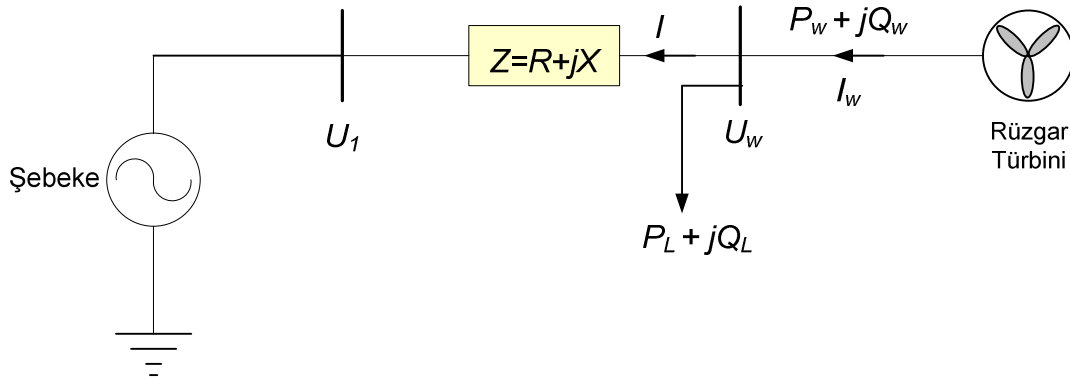 P_w + jQ_w
I
Z=R+jX
I_w
U_1
U_w
Rüzgar
Türbini
Şebeke
P_L + jQ_L